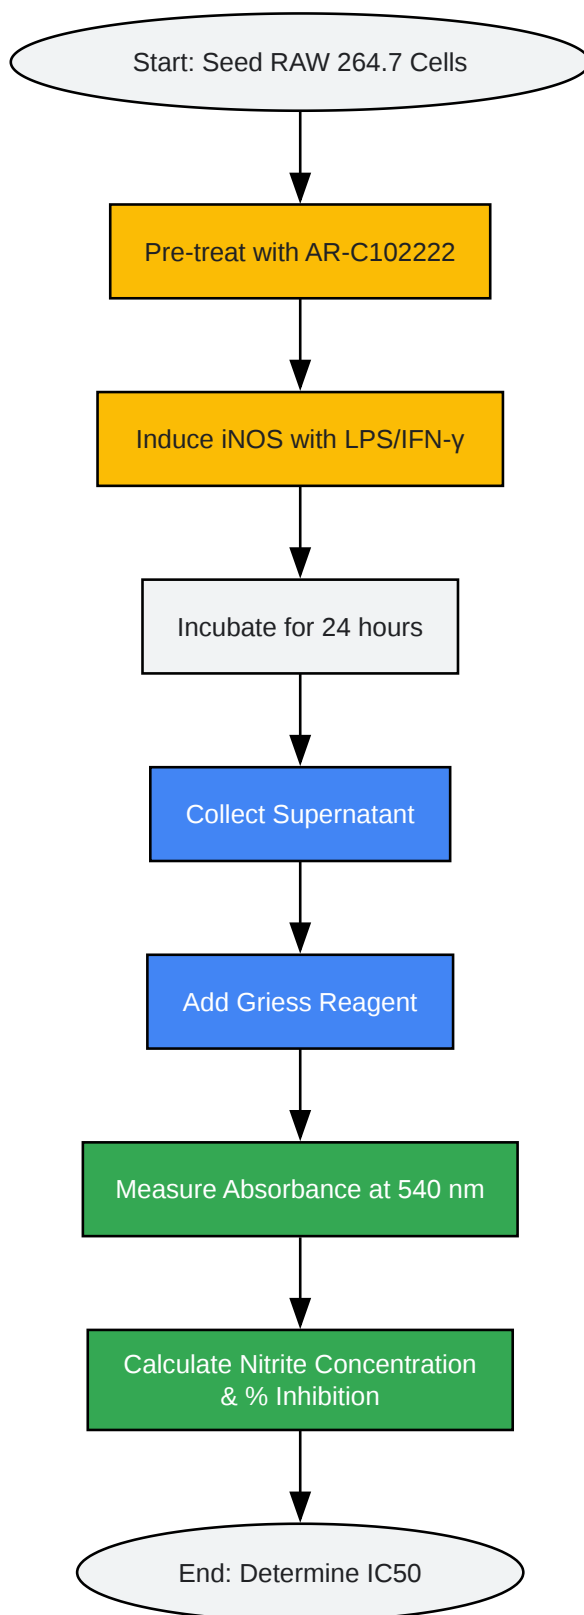 Start: Seed RAW 264.7 Cells
Pre-treat with AR-C102222
Induce iNOS with LPS/IFN-γ
Incubate for 24 hours
Collect Supernatant
Add Griess Reagent
Measure Absorbance at 540 nm
Calculate Nitrite Concentration
& % Inhibition
End: Determine IC50